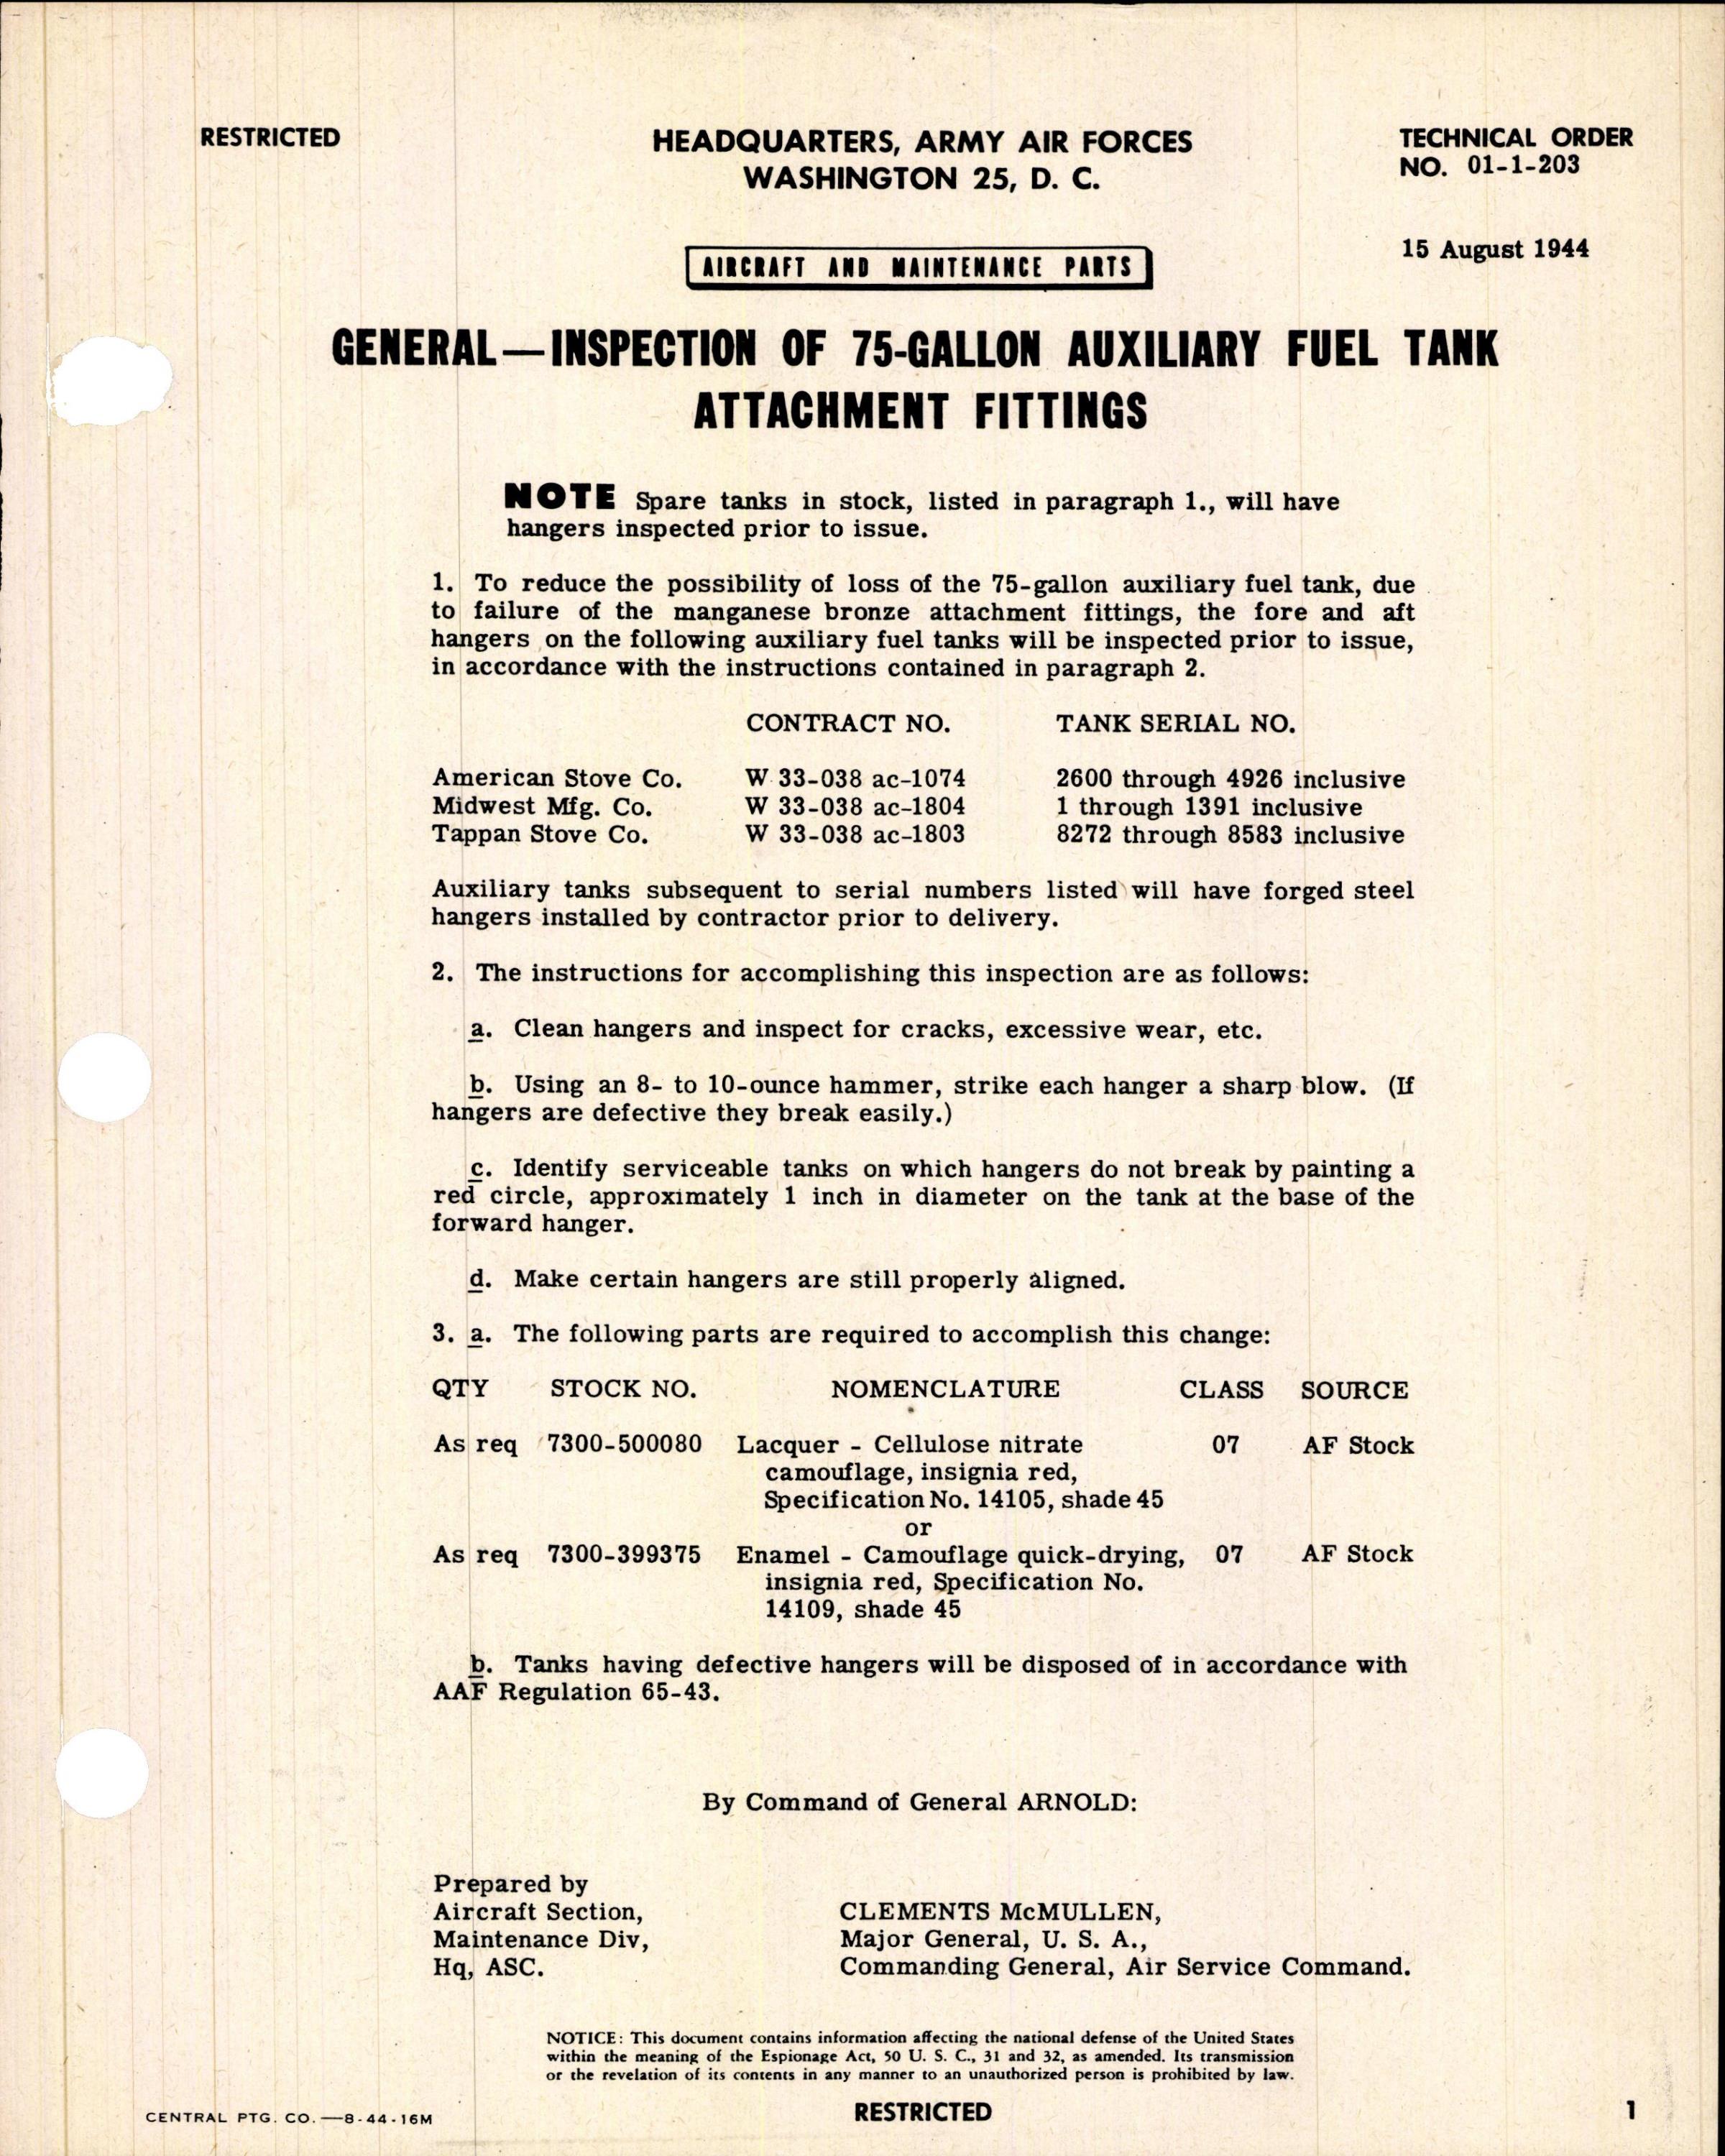 RESTRICTED
HEADQUARTERS, ARMY AIR FORCES
WASHINGTON 25, D. C.
TECHNICAL ORDER
NO. 01-1-203
15 August 1944
AIRCRAFT AND MAINTENANCE PARTS
GENERAL—INSPECTION OF 75-GALLON AUXILIARY FUEL TANK
ATTACHMENT FITTINGS
NOTE Spare tanks in stock, listed in paragraph 1., will have
hangers inspected prior to issue.
1. To reduce the possibility of loss of the 75-gallon auxiliary fuel tank, due
to failure of the manganese bronze attachment fittings, the fore and aft
hangers on the following auxiliary fuel tanks will be inspected prior to issue,
in accordance with the instructions contained in paragraph 2.
CONTRACT NO. TANK SERIAL NO.
American Stove Co. W 33-038 ac-1074 2600 through 4926 inclusive
Midwest Mfg. Co. W 33-038 ac-1804 1 through 1391 inclusive
Tappan Stove Co. W 33-038 ac-1803 8272 through 8583 inclusive
Auxiliary tanks subsequent to serial numbers listed will have forged steel
hangers installed by contractor prior to delivery.
2. The instructions for accomplishing this inspection are as follows:
a. Clean hangers and inspect for cracks, excessive wear, etc.
b. Using an 8- to 10-ounce hammer, strike each hanger a sharp blow. (If
hangers are defective they break easily.)
c. Identify serviceable tanks on which hangers do not break by painting a
red circle, approximately 1 inch in diameter on the tank at the base of the
forward hanger.
d. Make certain hangers are still properly aligned.
3. a. The following parts are required to accomplish this change:
QTY STOCK NO. NOMENCLATURE CLASS SOURCE
As req 7300-500080 Lacquer - Cellulose nitrate 07 AF Stock
camouflage, insignia red,
Specification No. 14105, shade 45
or
As req 7300-399375 Enamel - Camouflage quick-drying, 07 AF Stock
insignia red, Specification No.
14109, shade 45
b. Tanks having defective hangers will be disposed of in accordance with
AAF Regulation 65-43.
By Command of General ARNOLD:
Prepared by
Aircraft Section,
Maintenance Div,
Hq, ASC.
CLEMENTS McMULLEN,
Major General, U. S. A.,
Commanding General, Air Service Command.
NOTICE: This document contains information affecting the national defense of the United States
within the meaning of the Espionage Act, 50 U. S. C., 31 and 32, as amended. Its transmission
or the revelation of its contents in any manner to an unauthorized person is prohibited by law.
CENTRAL PTG. CO.—8-44-16M
RESTRICTED
1